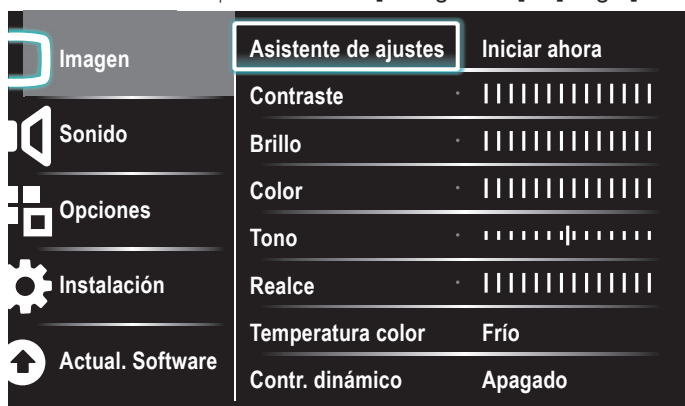 Imagen
Sonido
Opciones
Instalación
Actual. Software
Asistente de ajustes Iniciar ahora
Contraste
Brillo
Color
Tono
Realce
Temperatura color Frío
Contr. dinámico Apagado